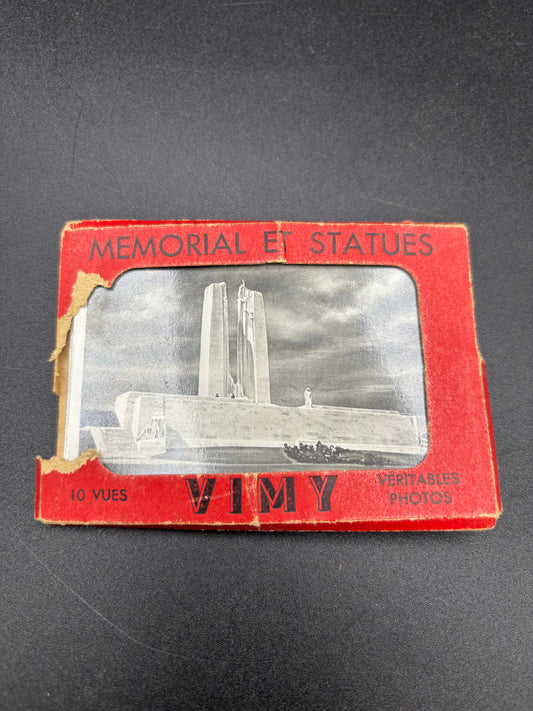 MEMORIAL ET STATUES
10 VUES
VIMY
VERITABLES
PHOTOS